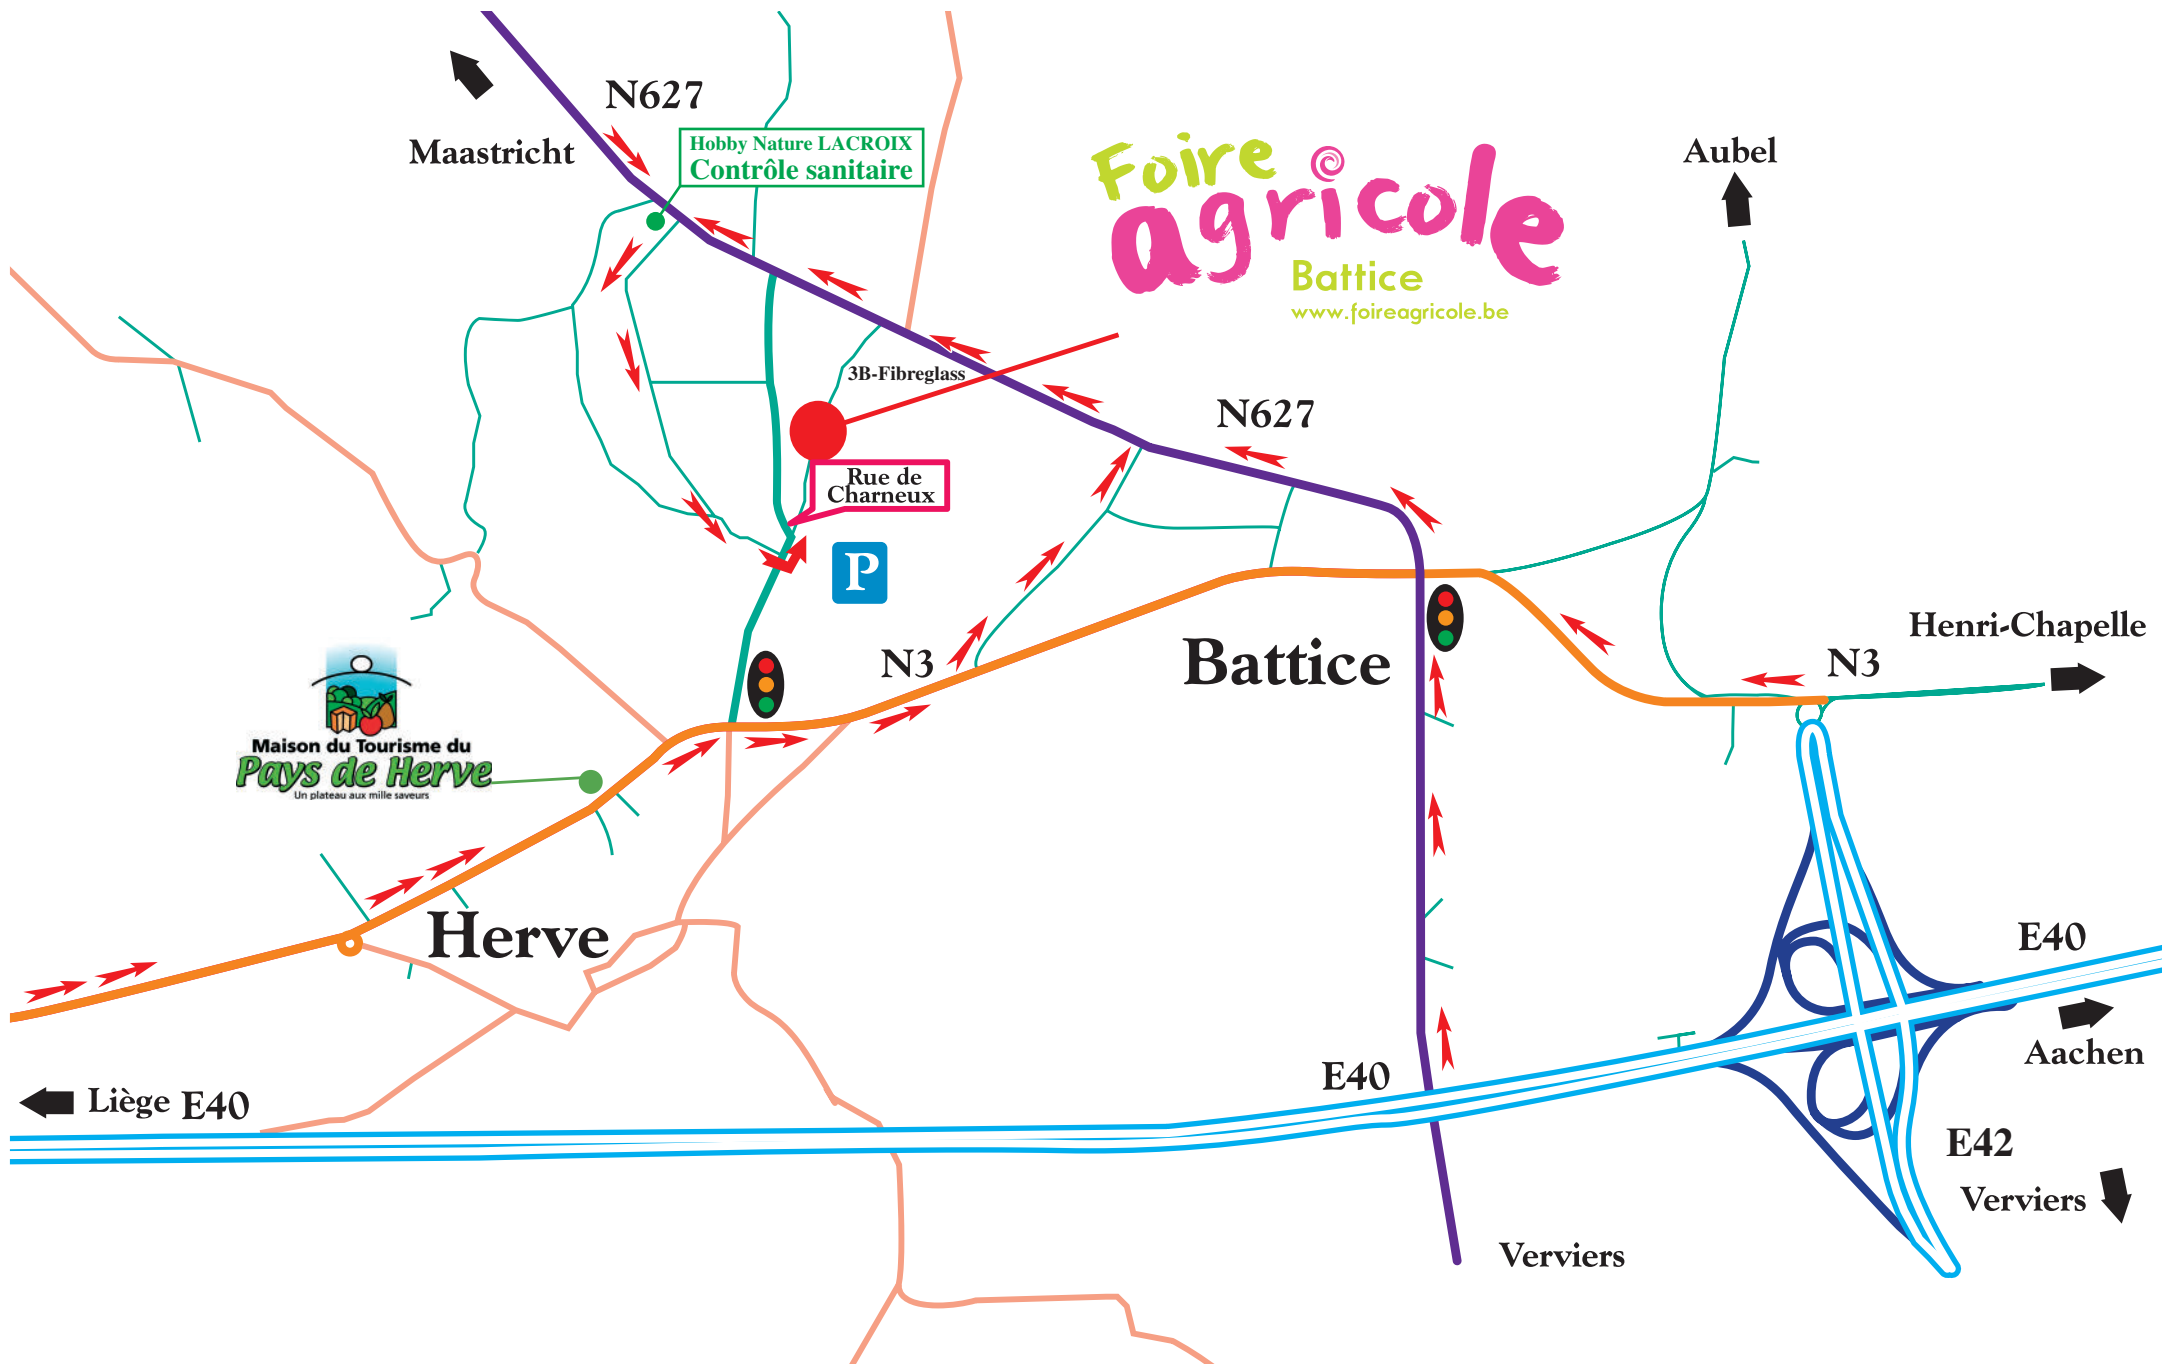 N627
Maastricht
Hobby Nature LACROIX
Contrôle sanitaire
Foire
agricole
Battice
www.foireagricole.be
Aubel
3B-Fibreglass
N627
Rue de
Charneux
P
Henri-Chapelle
N3
N3
Battice
Maison du Tourisme du
Pays de Herve
Un plateau aux mille saveurs
Herve
E40
Aachen
E40
Liège E40
E42
Verviers
Verviers